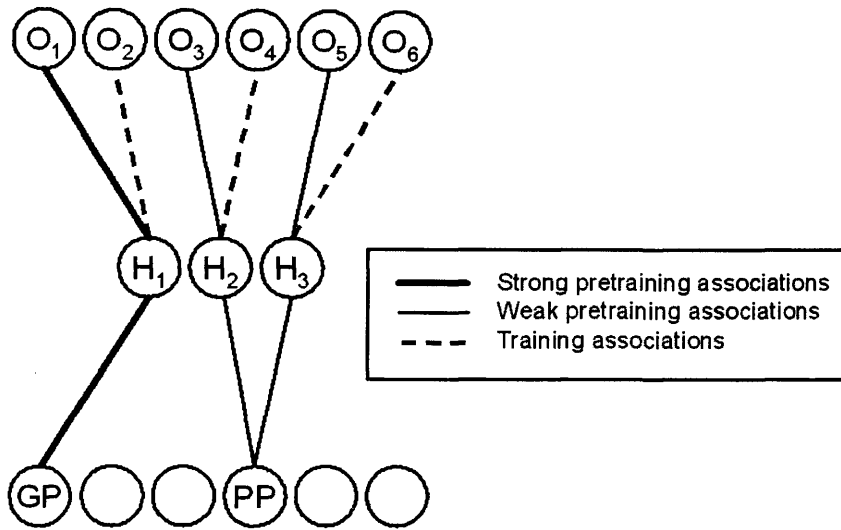 O₁ O₂ O₃ O₄ O₅ O₆
H₁ H₂ H₃
Strong pretraining associations
Weak pretraining associations
Training associations
GP PP